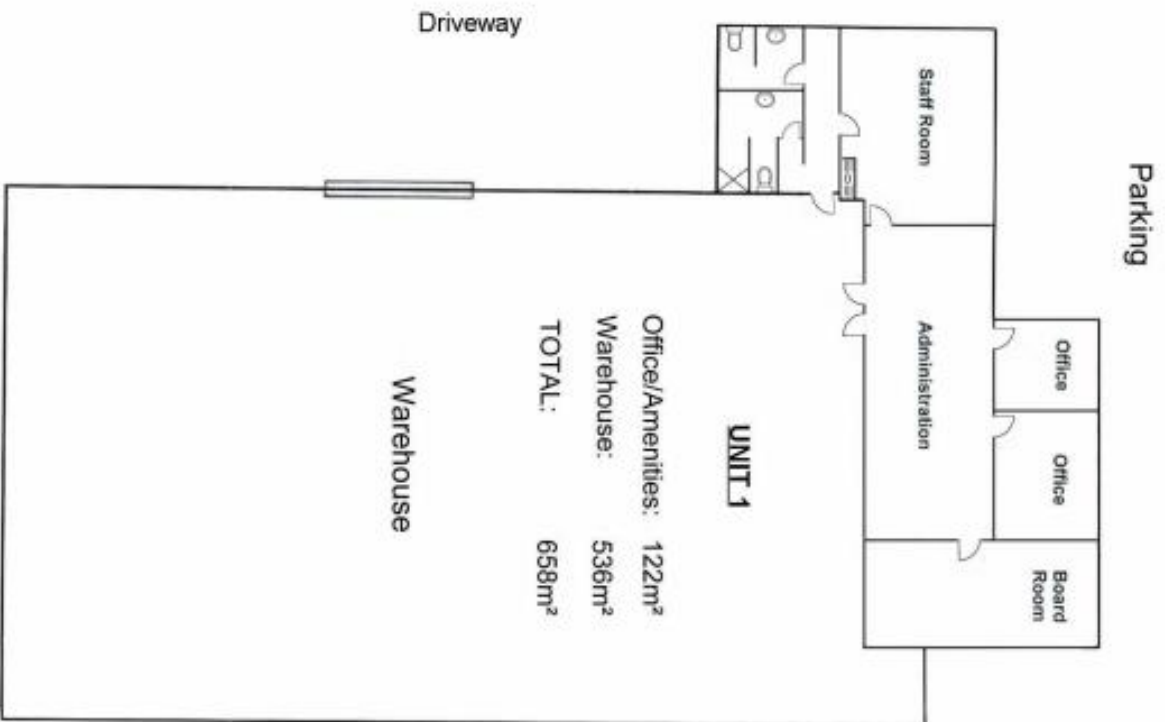 Driveway
Parking
Staff Room
Administration
Office
Office
Board
Room
UNIT 1
Office/Amenities: 122m²
Warehouse: 536m²
TOTAL: 658m²
Warehouse